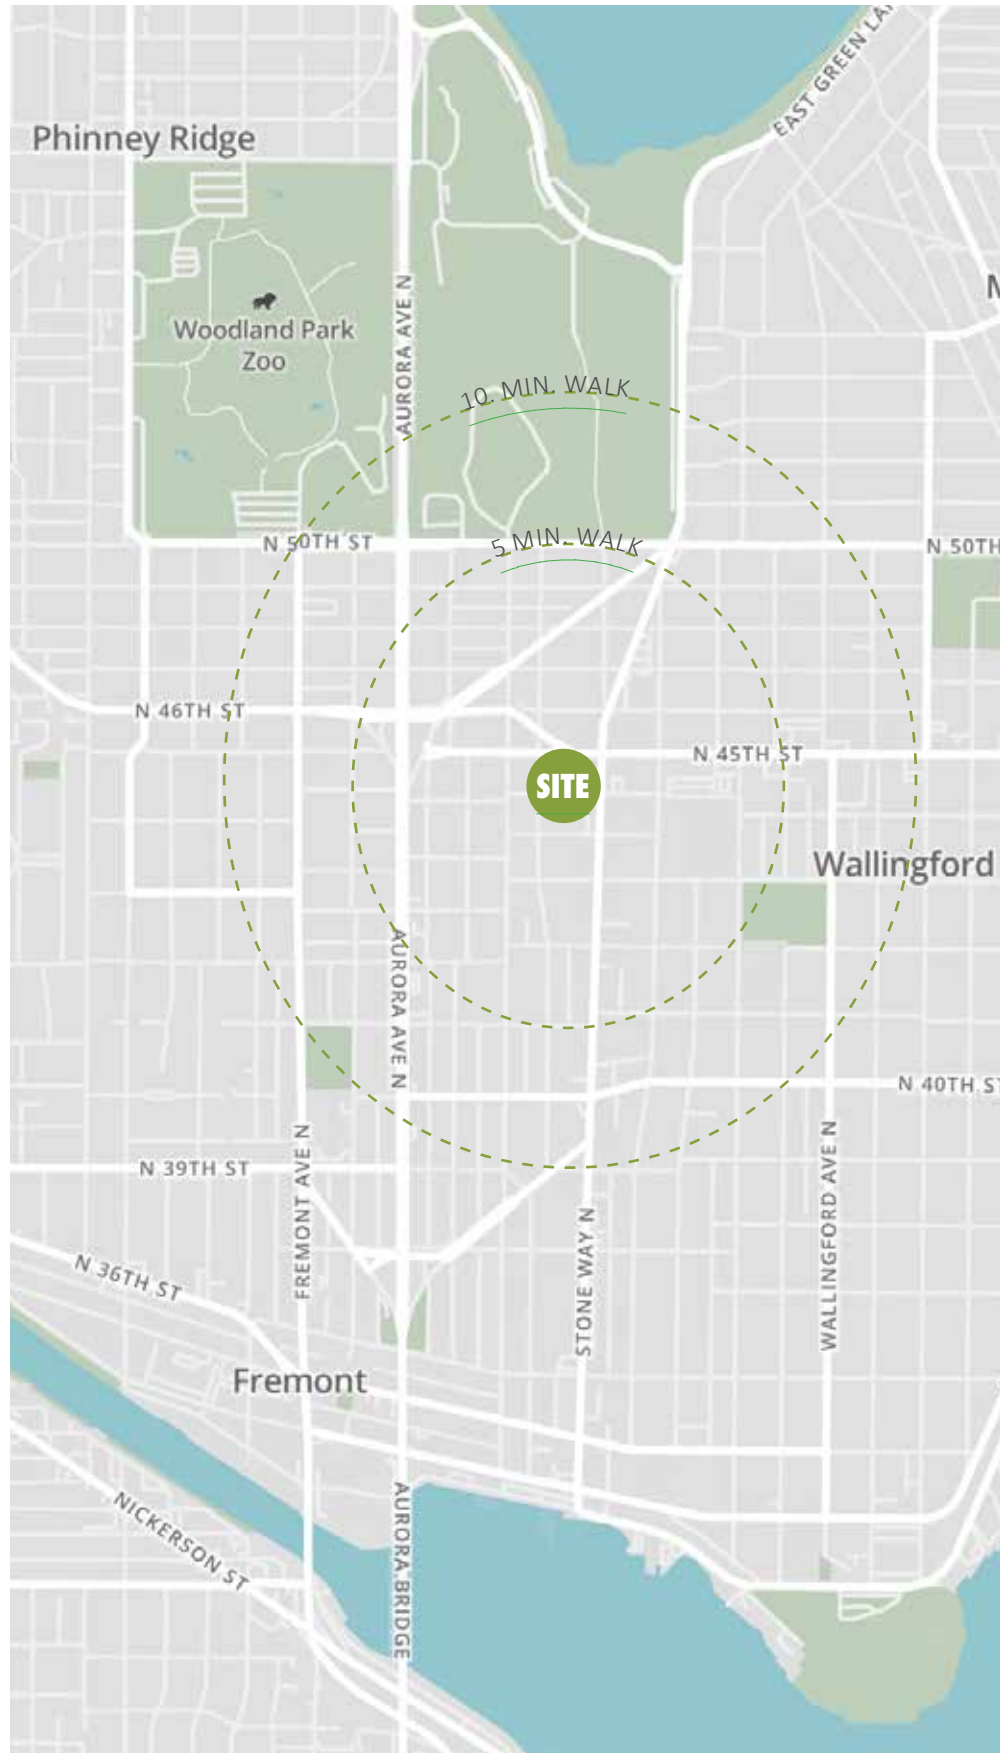 EAST GREEN LA
Phinney Ridge
M
Woodland Park
Zoo
AURORA AVE N
10. MIN. WALK
N 50TH ST
5 MIN. WALK
N 50TH
N 46TH ST
N 45TH ST
SITE
Wallingford
AURORA AVE N
N 40TH ST
N 39TH ST
FREMONT AVE N
WALLINGFORD AVE N
STONE WAY N
N 36TH ST
Fremont
NICKERSON ST
AURORA BRIDGE